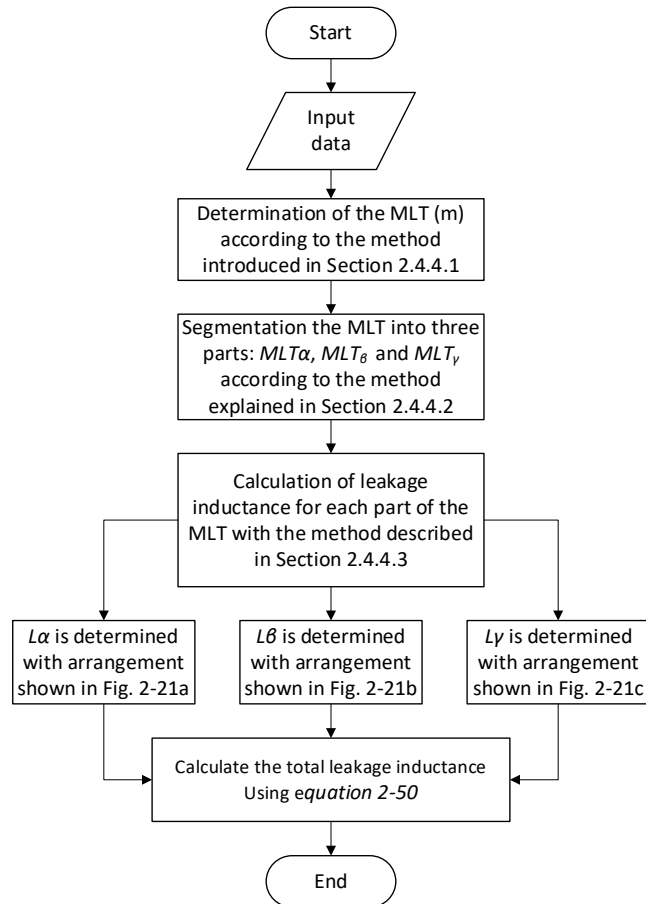 Start
Input
data
Determination of the MLT (m)
according to the method
introduced in Section 2.4.4.1
Segmentation the MLT into three
parts: MLTα, MLTβ and MLTγ
according to the method
explained in Section 2.4.4.2
Calculation of leakage
inductance for each part of the
MLT with the method described
in Section 2.4.4.3
Lα is determined
with arrangement
shown in Fig. 2-21a
Lβ is determined
with arrangement
shown in Fig. 2-21b
Lγ is determined
with arrangement
shown in Fig. 2-21c
Calculate the total leakage inductance
Using equation 2-50
End